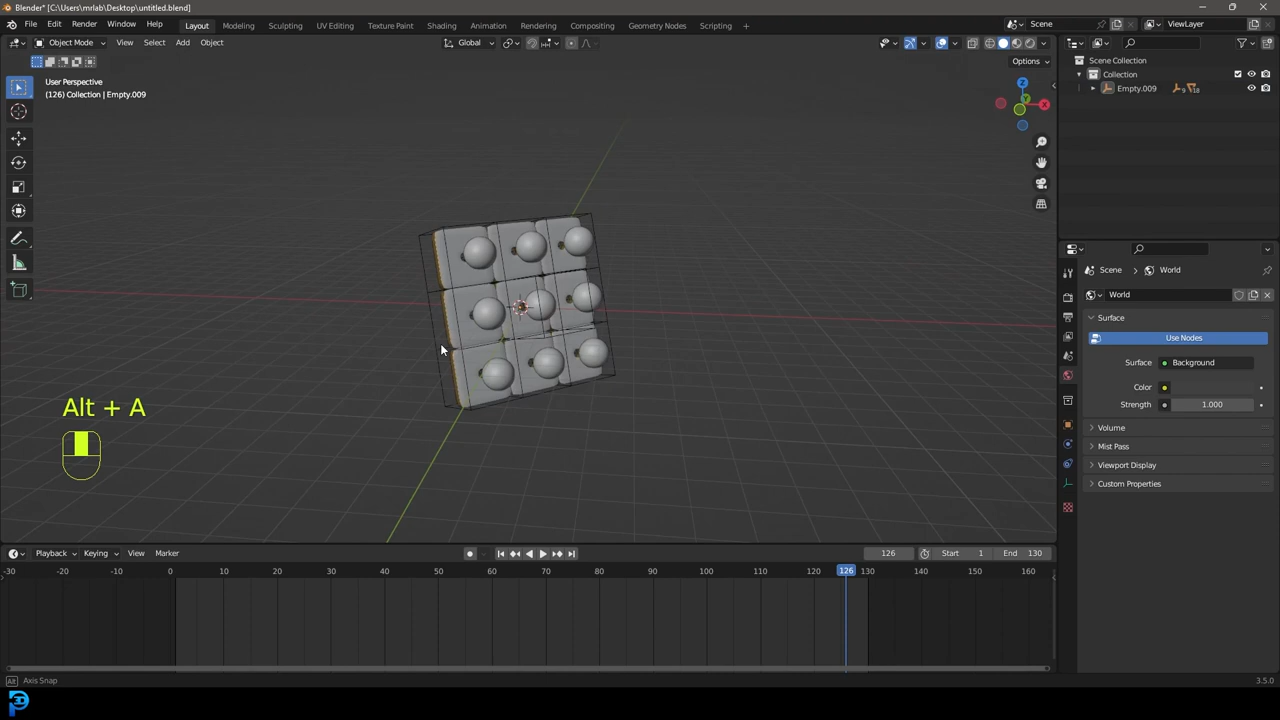 Blender* [C:\Users\mrlab\Desktop\untitled.blend]
File Edit Render Window Help Layout Modeling Sculpting UV Editing Texture Paint Shading Animation Rendering Compositing Geometry Nodes Scripting + Scene ViewLayer
Object Mode View Select Add Object Global
Options
User Perspective
(126) Collection | Empty.009
Z
X
Scene Collection
Collection
Empty.009 9 18
Scene World
World
Surface
Use Nodes
Surface Background
Color
Strength 1.000
Volume
Mist Pass
Viewport Display
Custom Properties
Alt + A
Playback Keying View Marker 126 Start 1 End 130
-30 -20 -10 0 10 20 30 40 50 60 70 80 90 100 110 120 126 130 140 150 160
Alt Axis Snap 3.5.0